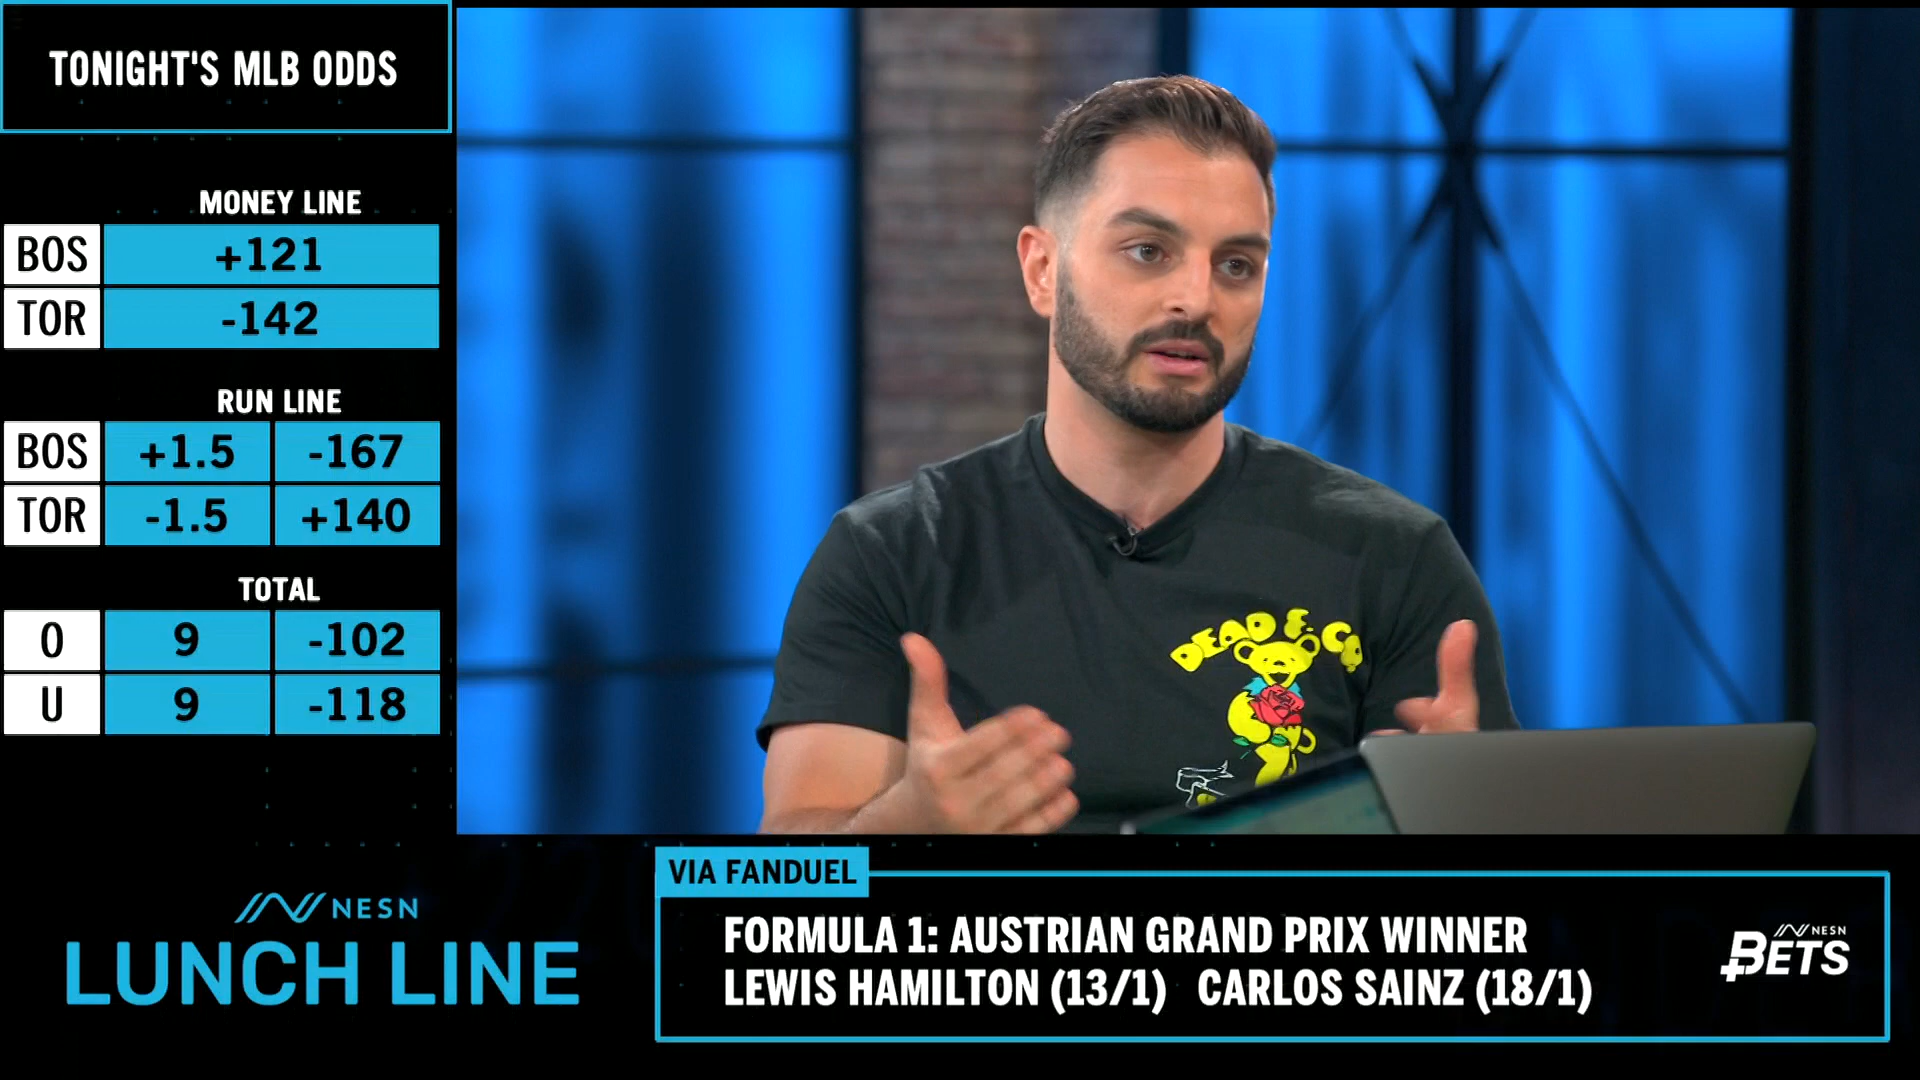 TONIGHT'S MLB ODDS
MONEY LINE
BOS +121
TOR -142
RUN LINE
BOS +1.5 -167
TOR -1.5 +140
TOTAL
O 9 -102
U 9 -118
DEAD & CO
NESN
LUNCH LINE
VIA FANDUEL
FORMULA 1: AUSTRIAN GRAND PRIX WINNER
LEWIS HAMILTON (13/1) CARLOS SAINZ (18/1)
NESN
BETS